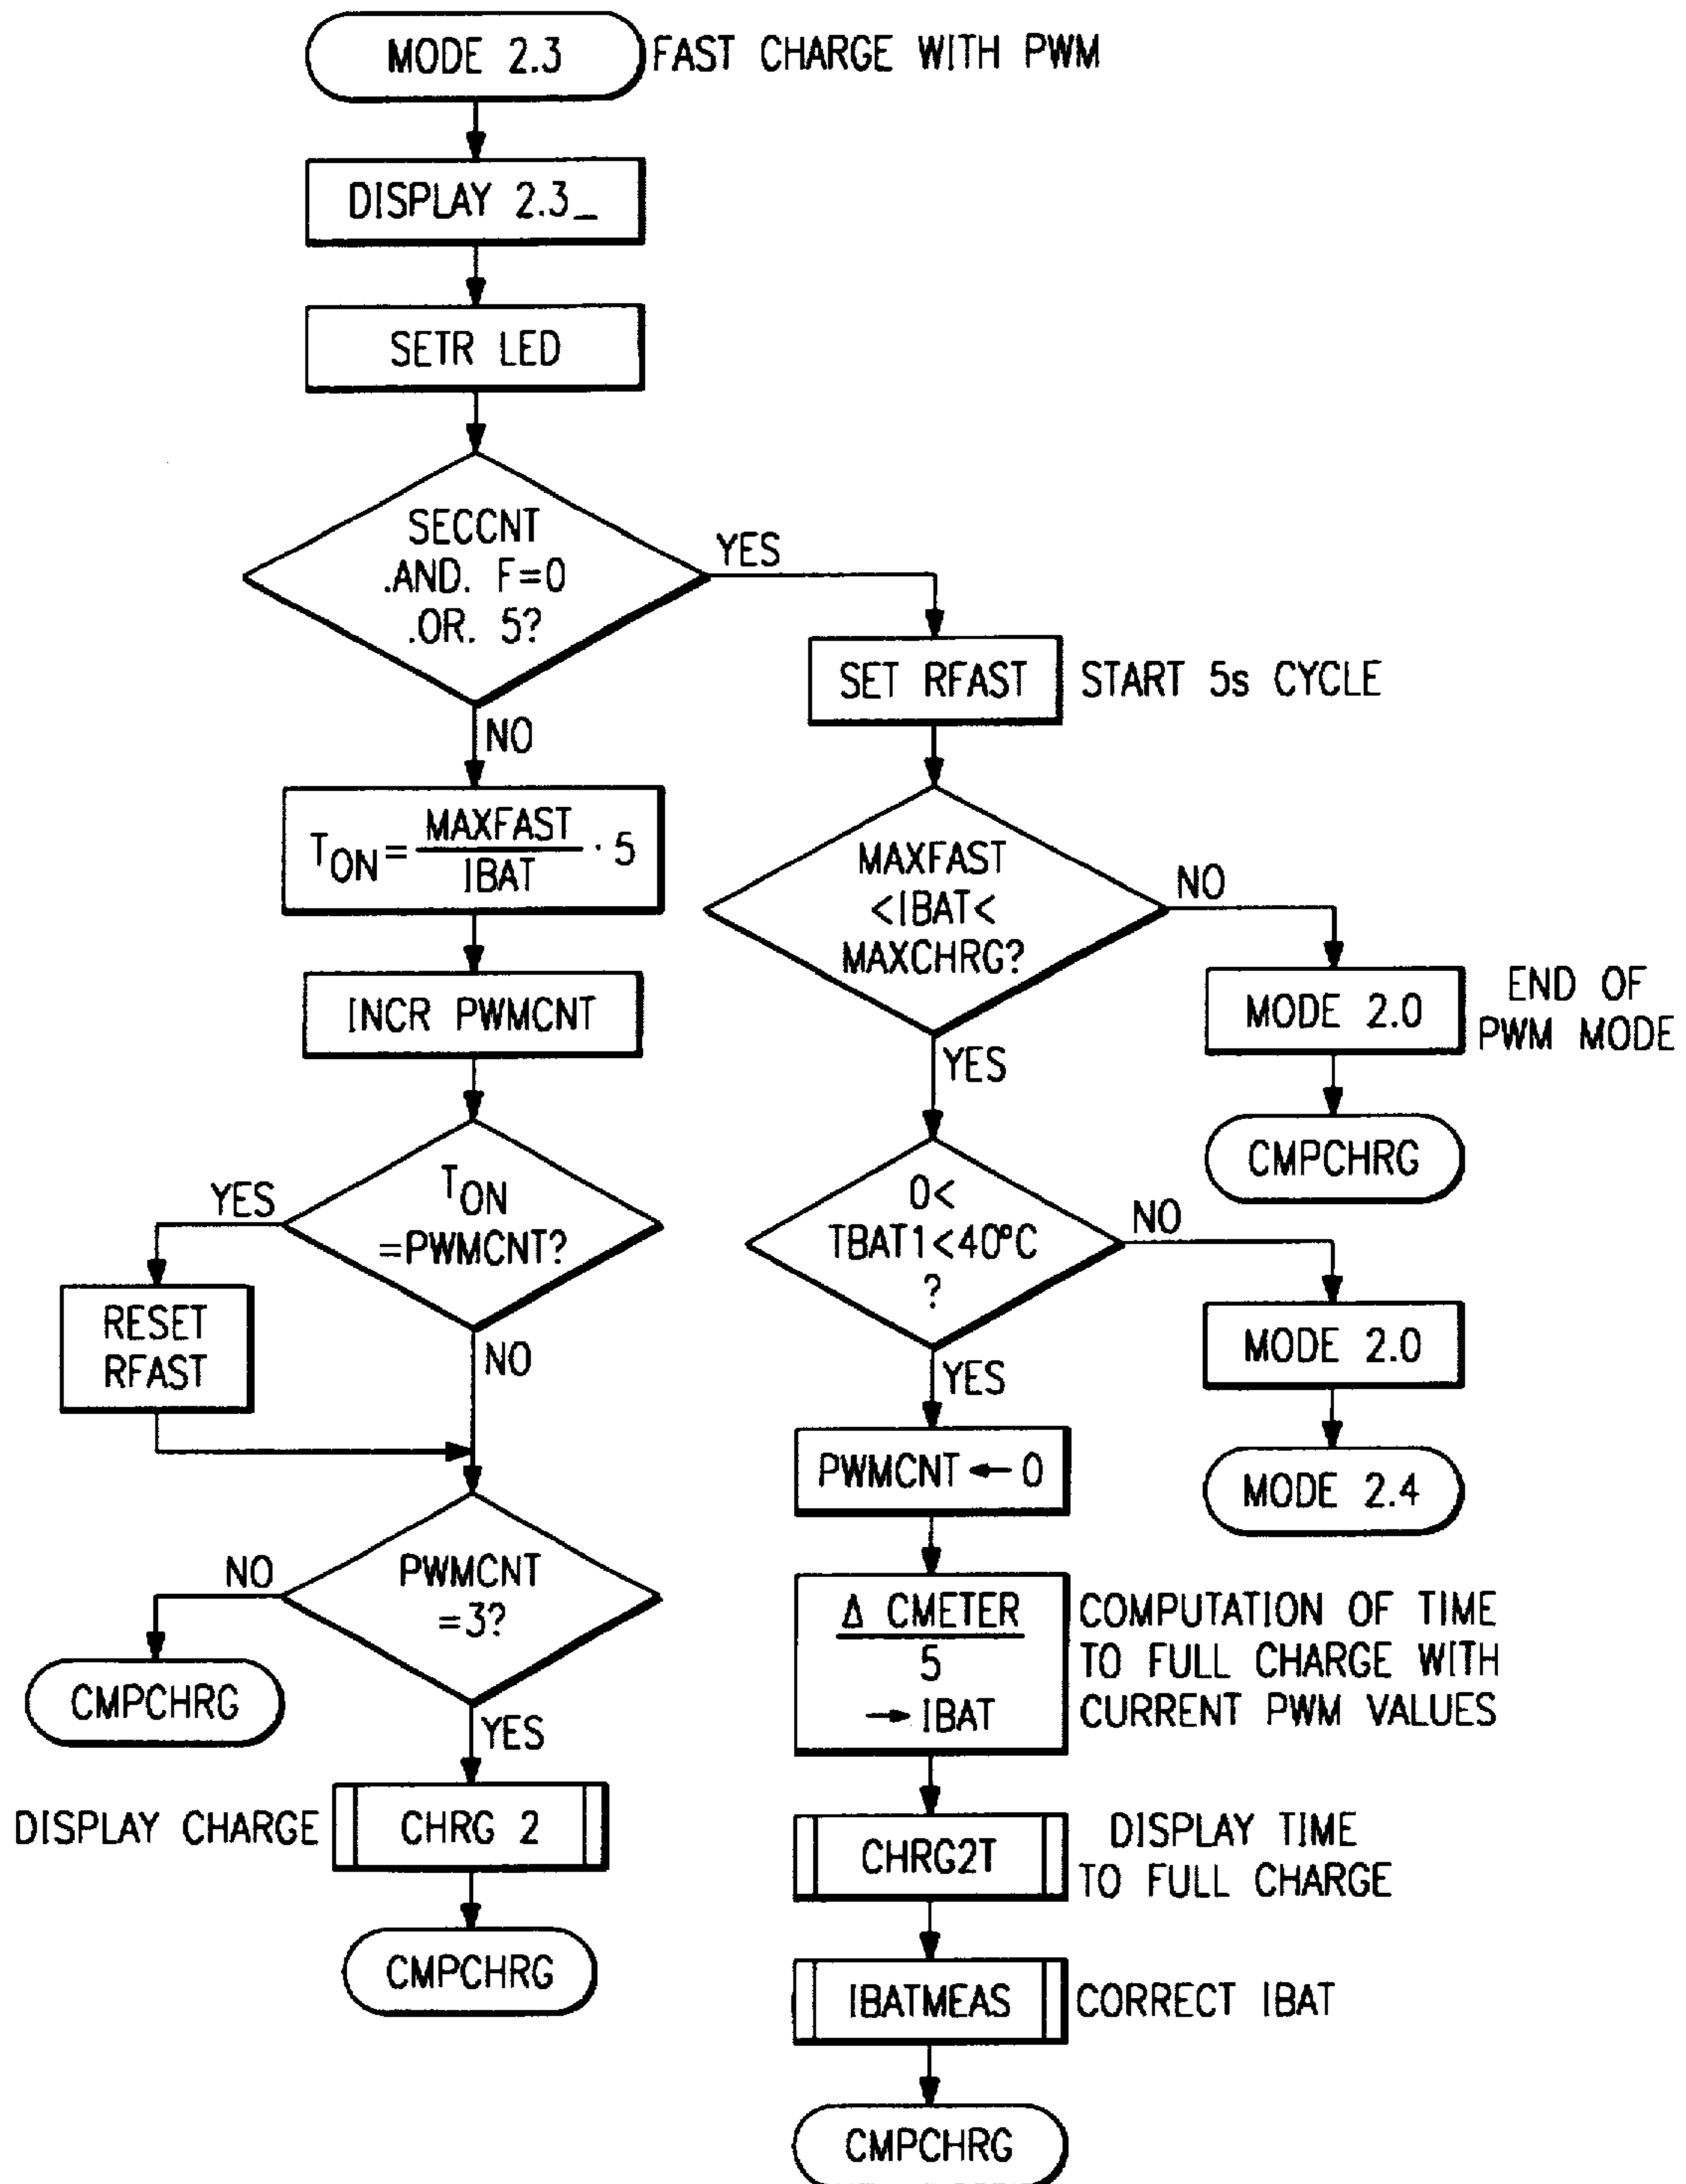 MODE 2.3
FAST CHARGE WITH PWM
DISPLAY 2.3_
SETR LED
SECCNT
.AND. F=0
.OR. 5?
YES
NO
SET RFAST
START 5s CYCLE
T_ON = MAXFAST / IBAT · 5
INCR PWMCNT
T_ON
=PWMCNT?
YES
NO
RESET
RFAST
PWMCNT
=3?
NO
YES
CMPCHRG
DISPLAY CHARGE
CHRG 2
CMPCHRG
MAXFAST
<IBAT<
MAXCHRG?
NO
YES
MODE 2.0
END OF
PWM MODE
CMPCHRG
0<
TBAT1<40°C
?
NO
YES
MODE 2.0
MODE 2.4
PWMCNT ← 0
Δ CMETER
5
→ IBAT
COMPUTATION OF TIME
TO FULL CHARGE WITH
CURRENT PWM VALUES
CHRG2T
DISPLAY TIME
TO FULL CHARGE
IBATMEAS
CORRECT IBAT
CMPCHRG